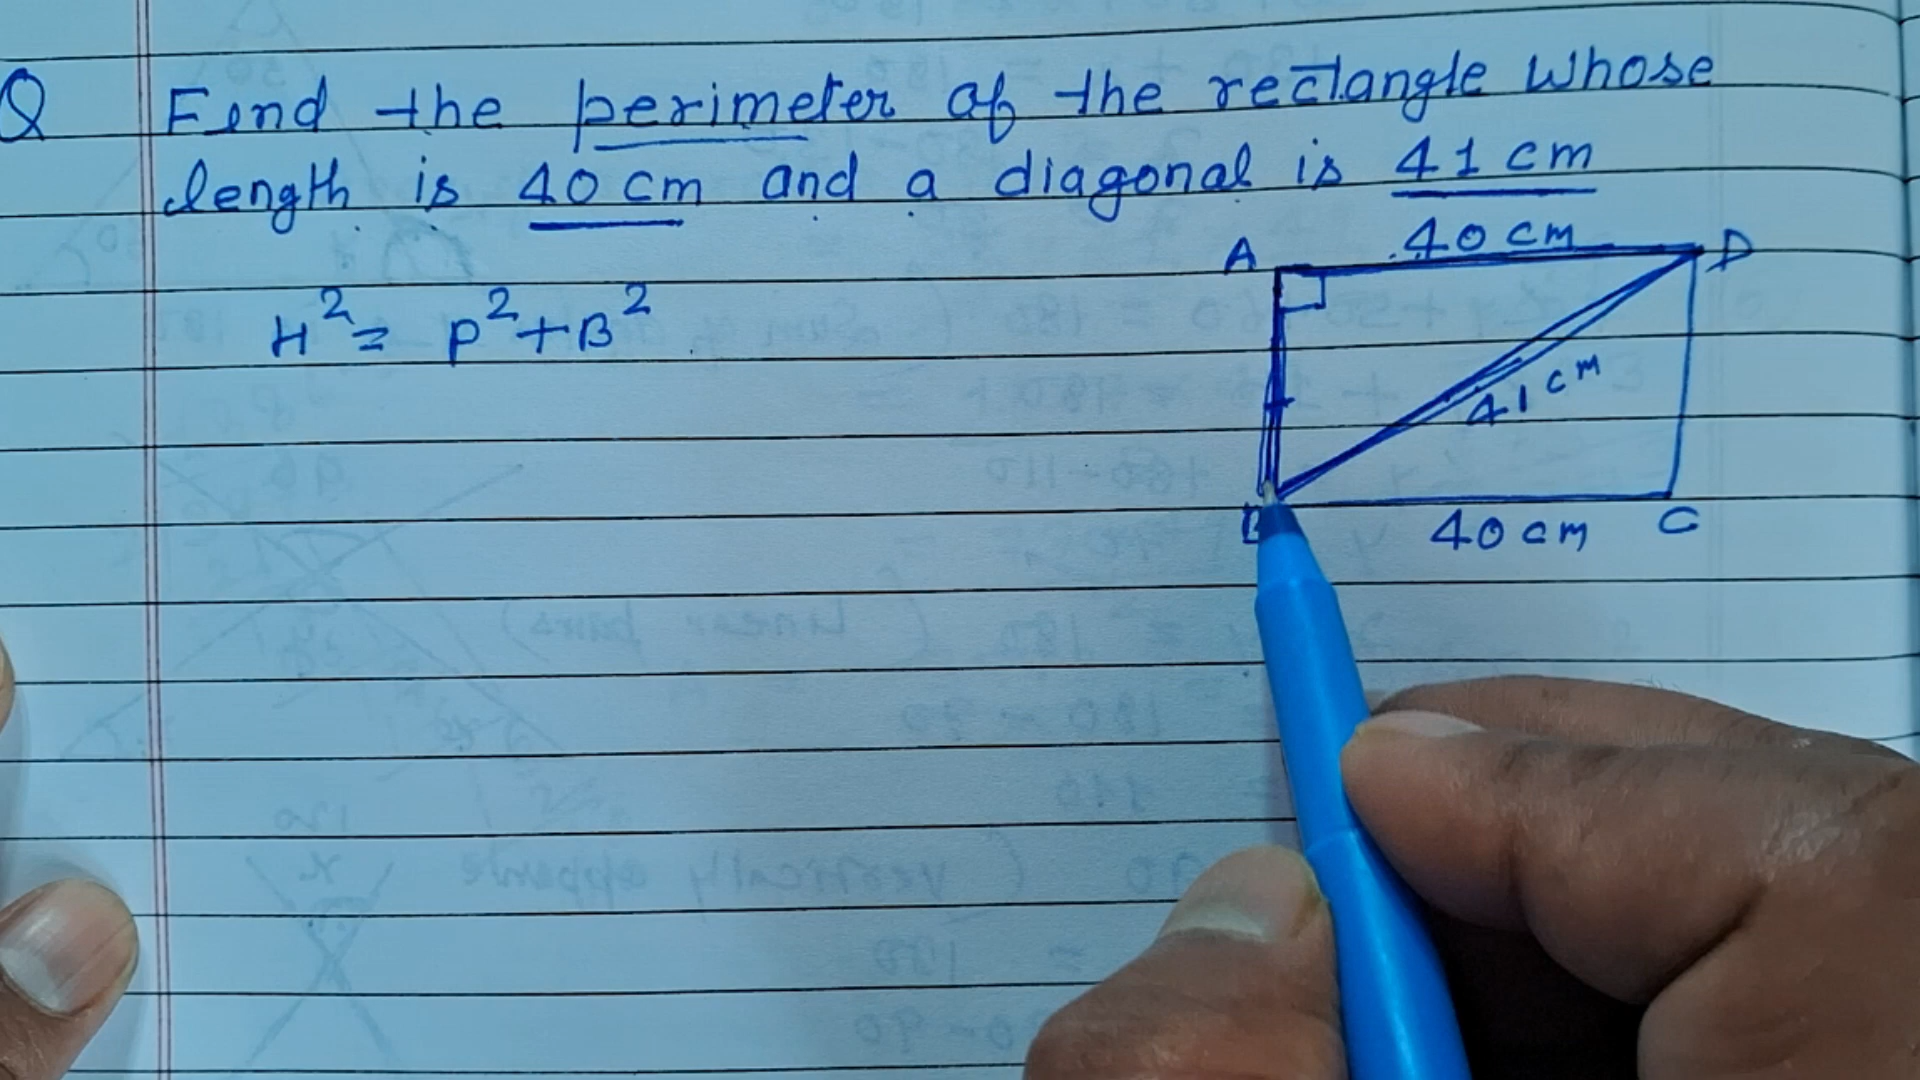 Q Find the perimeter of the rectangle whose
length is 40 cm and a diagonal is 41 cm
A 40 cm D
H² = P² + B²
41 cm
B 40 cm C